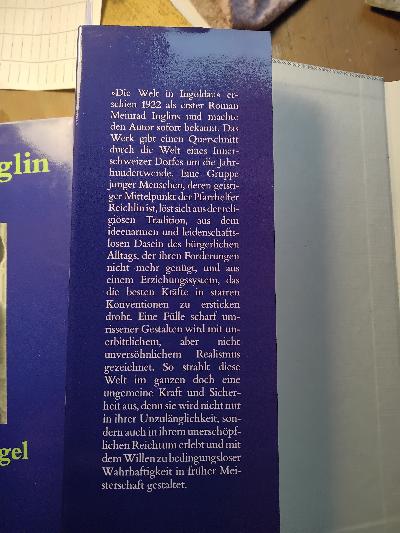 »Die Welt in Ingoldau« er-
schien 1922 als erster Roman
Meinrad Inglins und machte
den Autor sofort bekannt. Das
Werk gibt einen Querschnitt
durch die Welt eines Inner-
schweizer Dorfes um die Jahr-
hundertwende. Eine Gruppe
junger Menschen, deren geisti-
ger Mittelpunkt der Pfarrhelfer
Reichlin ist, löst sich aus der reli-
giösen Tradition, aus dem
ideenarmen und leidenschafts-
losen Dasein des bürgerlichen
Alltags, der ihren Forderungen
nicht mehr genügt, und aus
einem Erziehungssystem, das
die besten Kräfte in starren
Konventionen zu ersticken
droht. Eine Fülle scharf um-
rissener Gestalten wird mit un-
erbittlichem, aber nicht
unversöhnlichem Realismus
gezeichnet. So strahlt diese
Welt im ganzen doch eine
ungemeine Kraft und Sicher-
heit aus, denn sie wird nicht nur
in ihrer Unzulänglichkeit, son-
dern auch in ihrem unerschöpf-
lichen Reichtum erlebt und mit
dem Willen zu bedingungsloser
Wahrhaftigkeit in früher Mei-
sterschaft gestaltet.
glin
gel